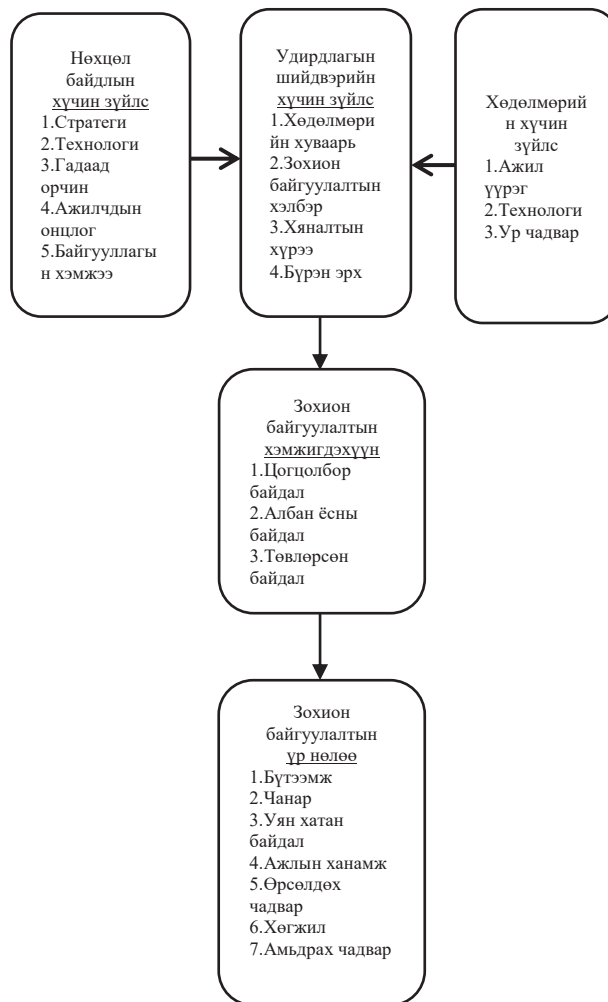 Нөхцөл
байдлын
хүчин зүйлс
1.Стратеги
2.Технологи
3.Гадаад
орчин
4.Ажилчдын
онцлог
5.Байгууллагы
н хэмжээ
Удирдлагын
шийдвэрийн
хүчин зүйлс
1.Хөдөлмөри
йн хуваарь
2.Зохион
байгуулалтын
хэлбэр
3.Хяналтын
хүрээ
4.Бүрэн эрх
Хөдөлмөрий
н хүчин
зүйлс
1.Ажил
үүрэг
2.Технологи
3.Ур чадвар
Зохион
байгуулалтын
хэмжигдэхүүн
1.Цогцолбор
байдал
2.Албан ёсны
байдал
3.Төвлөрсөн
байдал
Зохион
байгуулалтын
үр нөлөө
1.Бүтээмж
2.Чанар
3.Уян хатан
байдал
4.Ажлын ханамж
5.Өрсөлдөх
чадвар
6.Хөгжил
7.Амьдрах чадвар